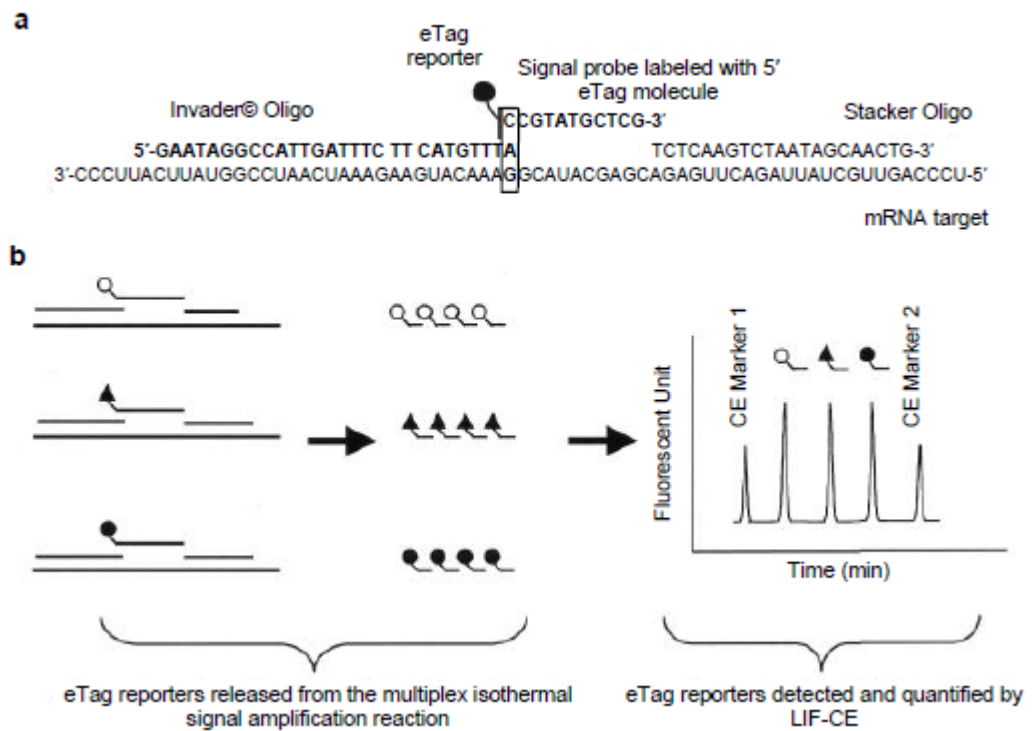 a
eTag
reporter
Signal probe labeled with 5′
eTag molecule
Invader© Oligo
CCGTATGCTCG-3′
Stacker Oligo
5′-GAATAGGCCATTGATTTC TT CATGTTTA
TCTCAAGTCTAATAGCAACTG-3′
3′-CCCUUACUUAUGGCCUAACUAAAGAAGUACAAAGGCAUACGAGCAGAGUUCAGAUUAUCGUUGACCCU-5′
mRNA target
b
CE Marker 1
CE Marker 2
Fluorescent Unit
Time (min)
eTag reporters released from the multiplex isothermal
signal amplification reaction
eTag reporters detected and quantified by
LIF-CE